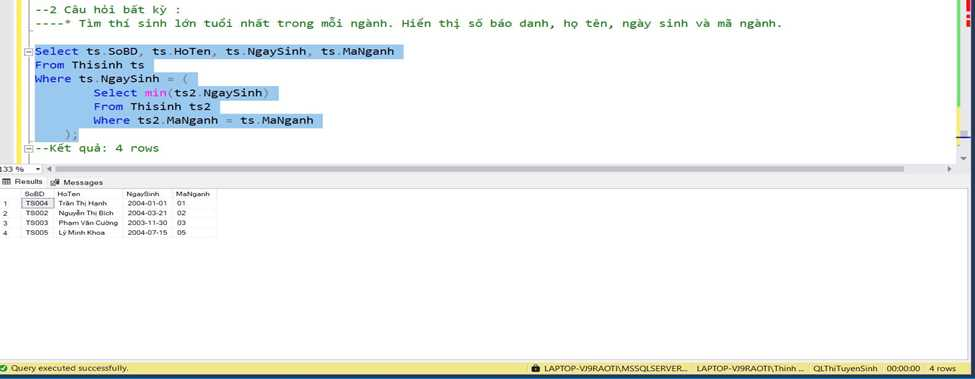 --2 Câu hỏi bất kỳ :
----* Tìm thí sinh lớn tuổi nhất trong mỗi ngành. Hiển thị số báo danh, họ tên, ngày sinh và mã ngành.
Select ts.SoBD, ts.HoTen, ts.NgaySinh, ts.MaNganh
From Thisinh ts
Where ts.NgaySinh = (
Select min(ts2.NgaySinh)
From Thisinh ts2
Where ts2.MaNganh = ts.MaNganh
);
--Kết quả: 4 rows
133 %
Results Messages
SoBD HoTen NgaySinh MaNganh
1 TS004 Trần Thị Hạnh 2004-01-01 01
2 TS002 Nguyễn Thị Bích 2004-03-21 02
3 TS003 Phạm Văn Cường 2003-11-30 03
4 TS005 Lý Minh Khoa 2004-07-15 05
Query executed successfully. LAPTOP-VJ9RAOTI\MSSQLSERVER... LAPTOP-VJ9RAOTI\Thinh ... QLThiTuyenSinh 00:00:00 4 rows